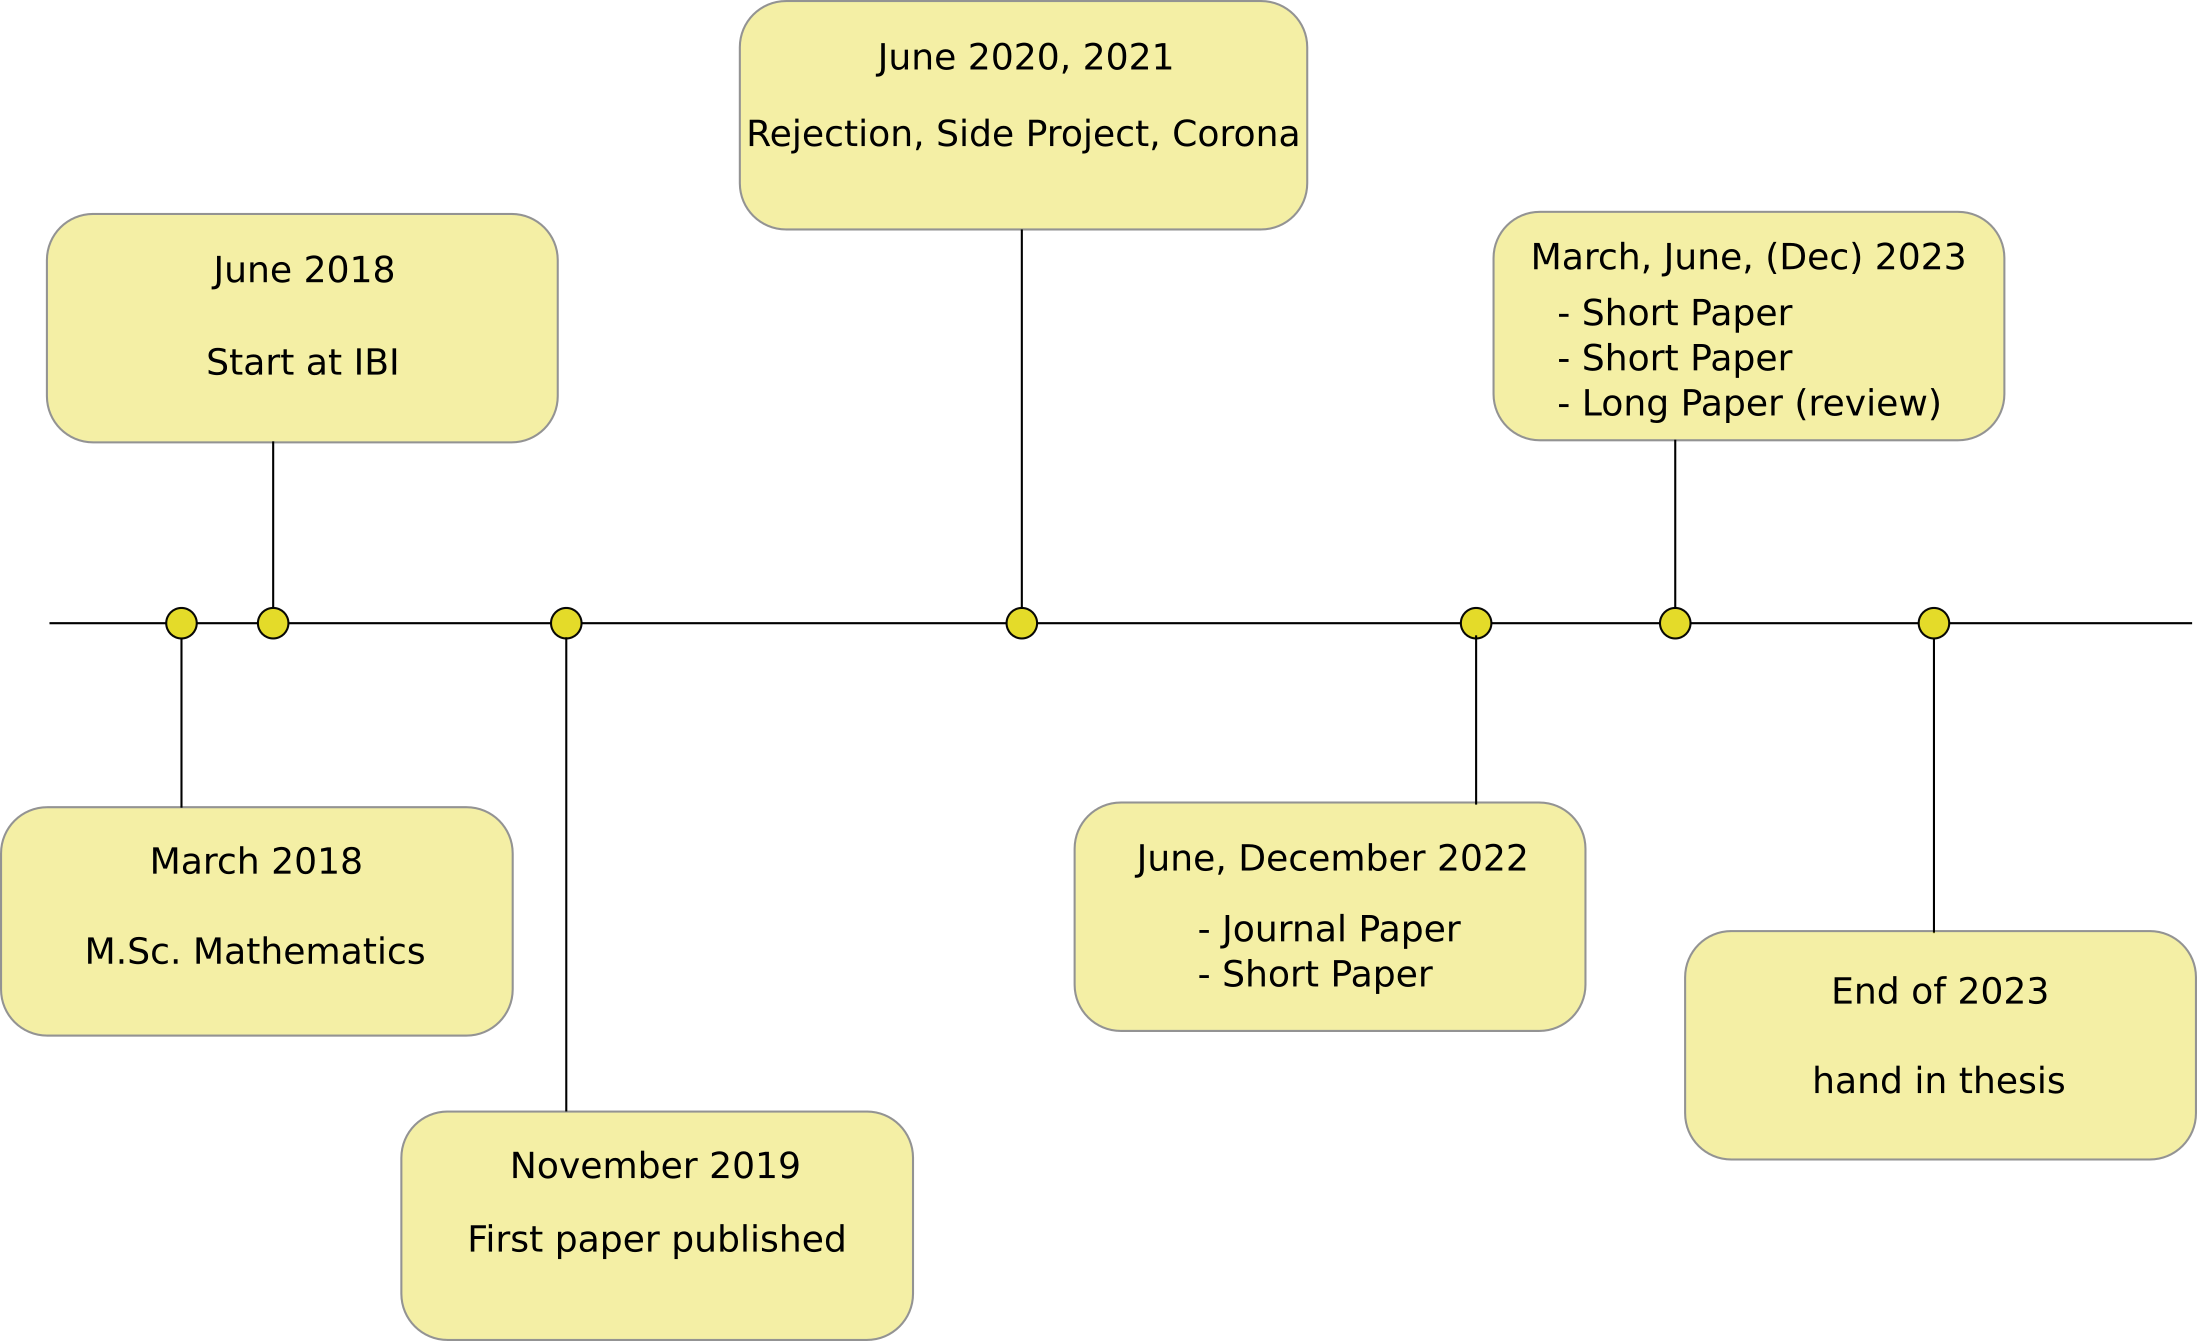 June 2020, 2021
Rejection, Side Project, Corona
June 2018
Start at IBI
March, June, (Dec) 2023
- Short Paper
- Short Paper
- Long Paper (review)
March 2018
M.Sc. Mathematics
June, December 2022
- Journal Paper
- Short Paper
End of 2023
hand in thesis
November 2019
First paper published